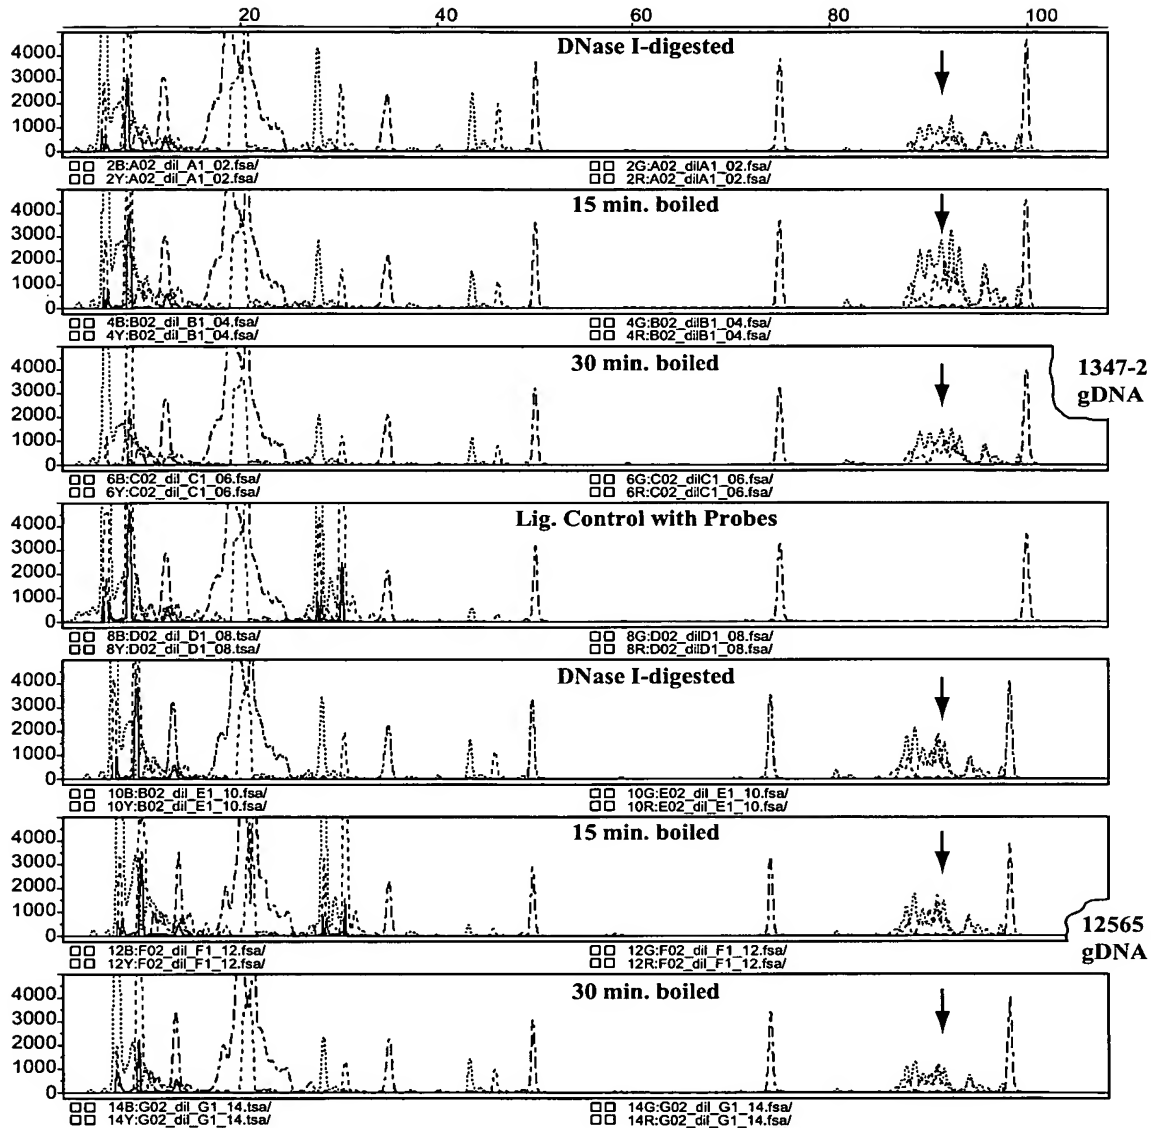 20 40 60 80 100
DNase I-digested
4000
3000
2000
1000
0
2B:A02_dil_A1_02.fsa/ 2G:A02_dilA1_02.fsa/
2Y:A02_dil_A1_02.fsa/ 2R:A02_dilA1_02.fsa/
15 min. boiled
4000
3000
2000
1000
0
4B:B02_dil_B1_04.fsa/ 4G:B02_dilB1_04.fsa/
4Y:B02_dil_B1_04.fsa/ 4R:B02_dilB1_04.fsa/
30 min. boiled
1347-2
gDNA
4000
3000
2000
1000
0
6B:C02_dil_C1_06.fsa/ 6G:C02_dilC1_06.fsa/
6Y:C02_dil_C1_06.fsa/ 6R:C02_dilC1_06.fsa/
Lig. Control with Probes
4000
3000
2000
1000
0
8B:D02_dil_D1_08.tsa/ 8G:D02_dilD1_08.fsa/
8Y:D02_dil_D1_08.tsa/ 8R:D02_dilD1_08.fsa/
DNase I-digested
4000
3000
2000
1000
0
10B:B02_dil_E1_10.fsa/ 10G:E02_dil_E1_10.fsa/
10Y:B02_dil_E1_10.fsa/ 10R:E02_dil_E1_10.fsa/
15 min. boiled
4000
3000
2000
1000
0
12565
gDNA
12B:F02_dil_F1_12.fsa/ 12G:F02_dil_F1_12.fsa/
12Y:F02_dil_F1_12.fsa/ 12R:F02_dil_F1_12.fsa/
30 min. boiled
4000
3000
2000
1000
0
14B:G02_dil_G1_14.tsa/ 14G:G02_dil_G1_14.fsa/
14Y:G02_dil_G1_14.tsa/ 14R:G02_dil_G1_14.fsa/